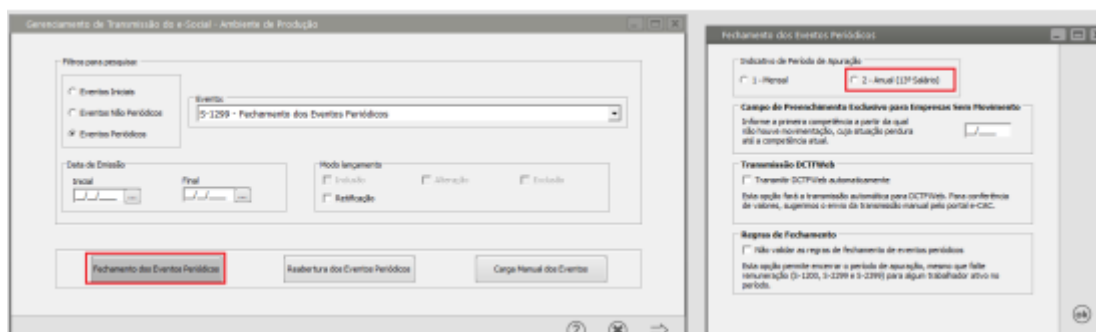 Gerenciamento de Transmissão do e-Social - Ambiente de Produção
Filtros para pesquisar
Eventos Iniciais
Eventos Não Periódicos
Eventos Periódicos
Evento:
S-1299 - Fechamento dos Eventos Periódicos
Data de Emissão
Inicial
Final
Modo lançamento
Inclusão
Alteração
Exclusão
Retificação
Fechamento dos Eventos Periódicos
Reabertura dos Eventos Periódicos
Carga Manual dos Eventos
Fechamento dos Eventos Periódicos
Indicativo de Período de Apuração
1 - Mensal
2 - Anual (13º Salário)
Campo de Preenchimento Exclusivo para Empresas Sem Movimento
Informe a primeira competência a partir da qual
não houve movimentação, cuja situação perdura
até a competência atual.
Transmissão DCTFWeb
Transmitir DCTFWeb automaticamente
Esta opção fará a transmissão automática para DCTFWeb. Para conferência
de valores, sugerimos o envio da transmissão manual pelo portal e-CAC.
Regras de Fechamento
Não validar as regras de fechamento de eventos periódicos
Esta opção permite encerrar o período de apuração, mesmo que falte
remuneração (S-1200, S-2299 e S-2399) para algum trabalhador ativo no
período.
ok